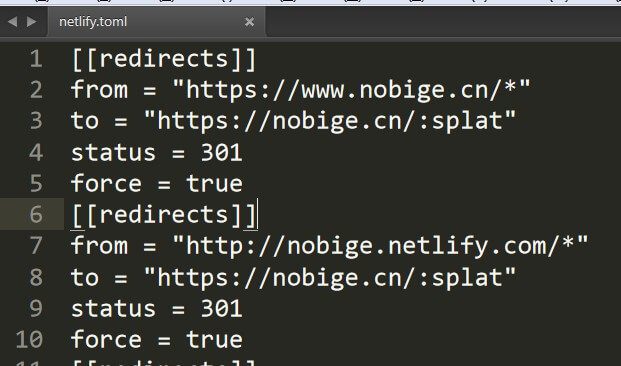 netlify.toml ×
1 [[redirects]]
2 from = "https://www.nobige.cn/*"
3 to = "https://nobige.cn/:splat"
4 status = 301
5 force = true
6 [[redirects]]
7 from = "http://nobige.netlify.com/*"
8 to = "https://nobige.cn/:splat"
9 status = 301
10 force = true
11 [[redirects]]